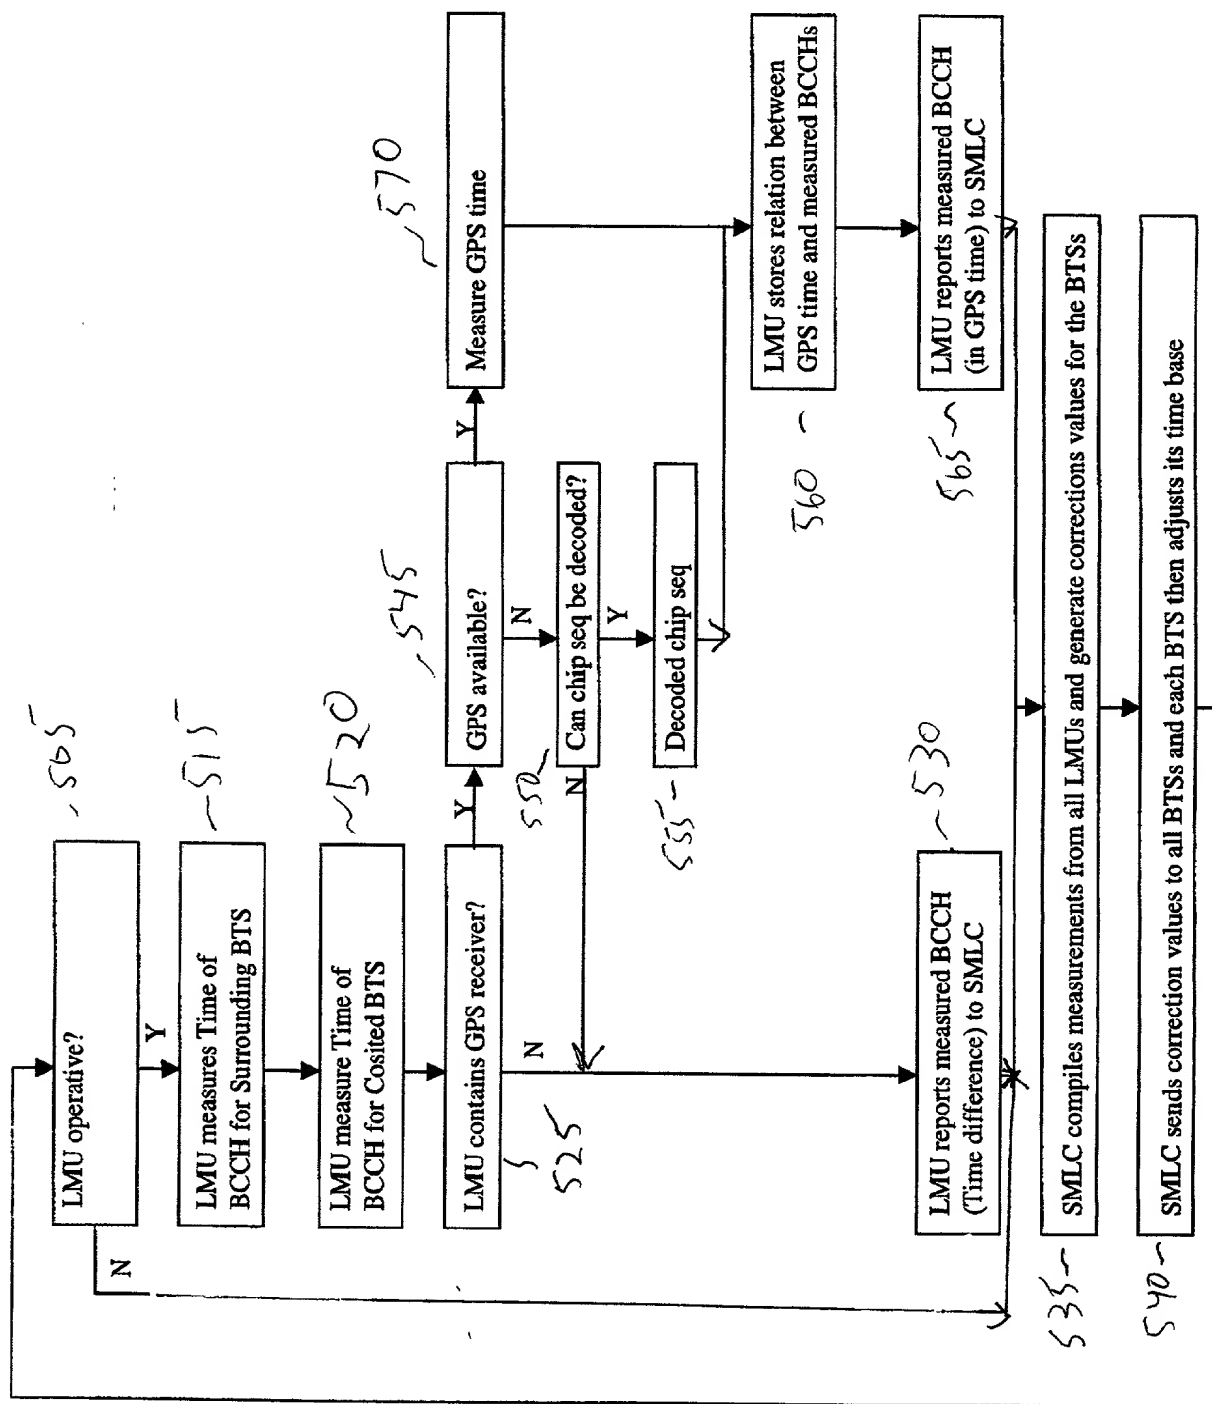 LMU operative?
505
Y
N
LMU measures Time of
BCCH for Surrounding BTS
515
LMU measure Time of
BCCH for Cosited BTS
520
LMU contains GPS receiver?
525
Y
N
GPS available?
545
Y
N
Measure GPS time
570
Can chip seq be decoded?
550
N
Y
Decoded chip seq
555
LMU stores relation between
GPS time and measured BCCHs
560
LMU reports measured BCCH
(in GPS time) to SMLC
565
LMU reports measured BCCH
(Time difference) to SMLC
530
SMLC compiles measurements from all LMUs and generate corrections values for the BTSs
535
SMLC sends correction values to all BTSs and each BTS then adjusts its time base
540